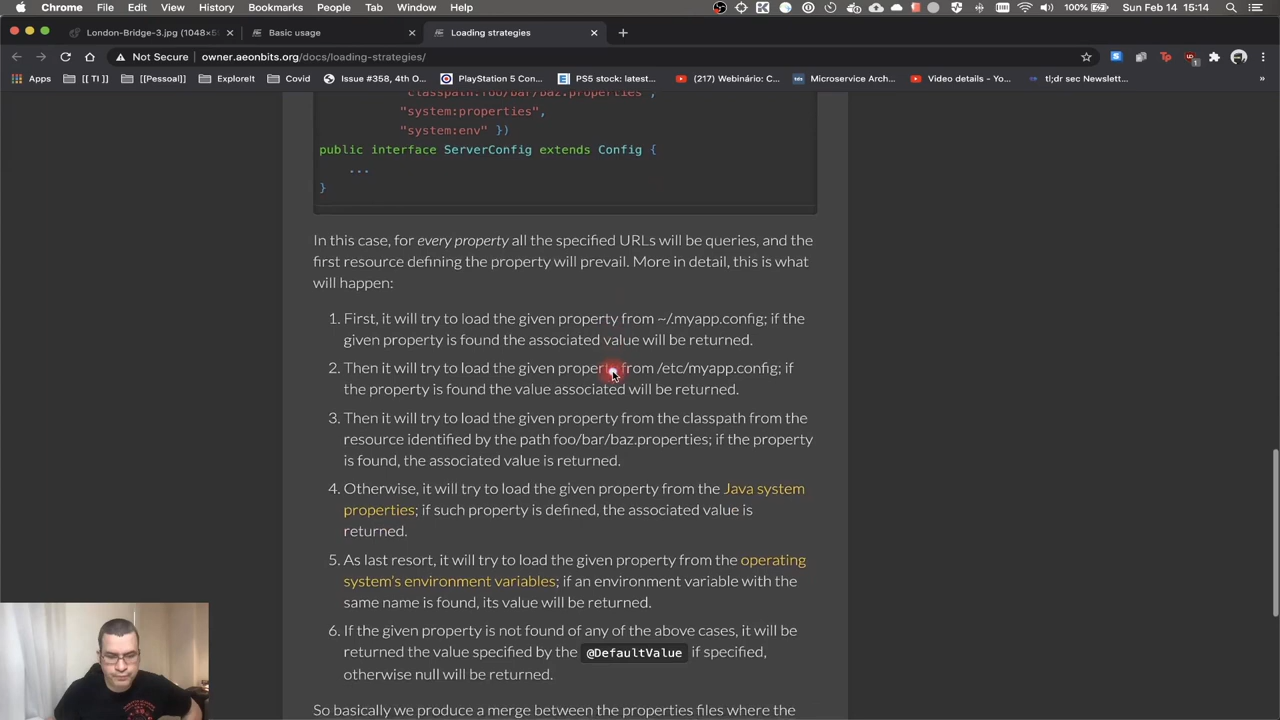 Chrome File Edit View History Bookmarks People Tab Window Help 100% Sun Feb 14 15:14
London-Bridge-3.jpg (1048×5 Basic usage Loading strategies
Not Secure owner.aeonbits.org/docs/loading-strategies/
Apps [[ TI ]] [[Pesoal]] ExploreIt Covid Issue #358, 4th O... PlayStation 5 Con... PS5 stock: latest... (217) Webinário: C... Microservice Arch... Video details - Yo... tl;dr sec Newslett... »
"classpath:foo/bar/baz.properties",
"system:properties",
"system:env" })
public interface ServerConfig extends Config {
...
}
In this case, for every property all the specified URLs will be queries, and the
first resource defining the property will prevail. More in detail, this is what
will happen:
1. First, it will try to load the given property from ~/.myapp.config; if the
given property is found the associated value will be returned.
2. Then it will try to load the given property from /etc/myapp.config; if
the property is found the value associated will be returned.
3. Then it will try to load the given property from the classpath from the
resource identified by the path foo/bar/baz.properties; if the property
is found, the associated value is returned.
4. Otherwise, it will try to load the given property from the Java system
properties; if such property is defined, the associated value is
returned.
5. As last resort, it will try to load the given property from the operating
system's environment variables; if an environment variable with the
same name is found, its value will be returned.
6. If the given property is not found of any of the above cases, it will be
returned the value specified by the @DefaultValue if specified,
otherwise null will be returned.
So basically we produce a merge between the properties files where the